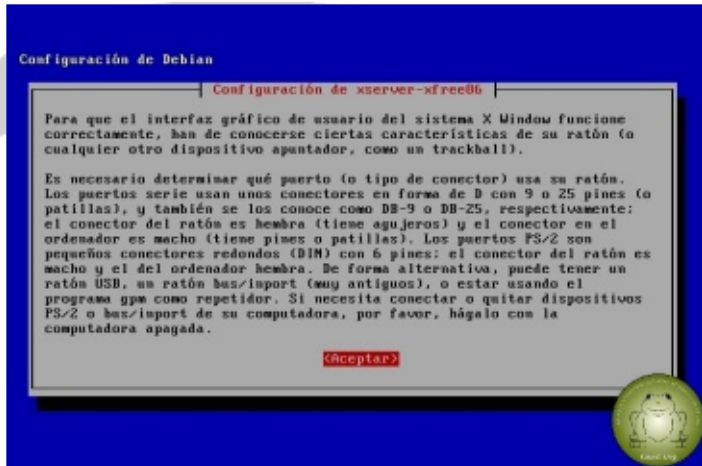 Configuración de Debian
Configuración de xserver-xfree86
Para que el interfaz gráfico de usuario del sistema X Window funcione
correctamente, han de conocerse ciertas características de su ratón (o
cualquier otro dispositivo apuntador, como un trackball).
Es necesario determinar qué puerto (o tipo de conector) usa su ratón.
Los puertos serie usan unos conectores en forma de D con 9 o 25 pines (o
patillas), y también se los conoce como DB-9 o DB-25, respectivamente;
el conector del ratón es hembra (tiene agujeros) y el conector en el
ordenador es macho (tiene pines o patillas). Los puertos PS/2 son
pequeños conectores redondos (DIN) con 6 pines; el conector del ratón es
macho y el del ordenador hembra. De forma alternativa, puede tener un
ratón USB, un ratón bus/inport (muy antiguos), o estar usando el
programa gpm como repetidor. Si necesita conectar o quitar dispositivos
PS/2 o bus/inport de su computadora, por favor, hágalo con la
computadora apagada.
<Aceptar>